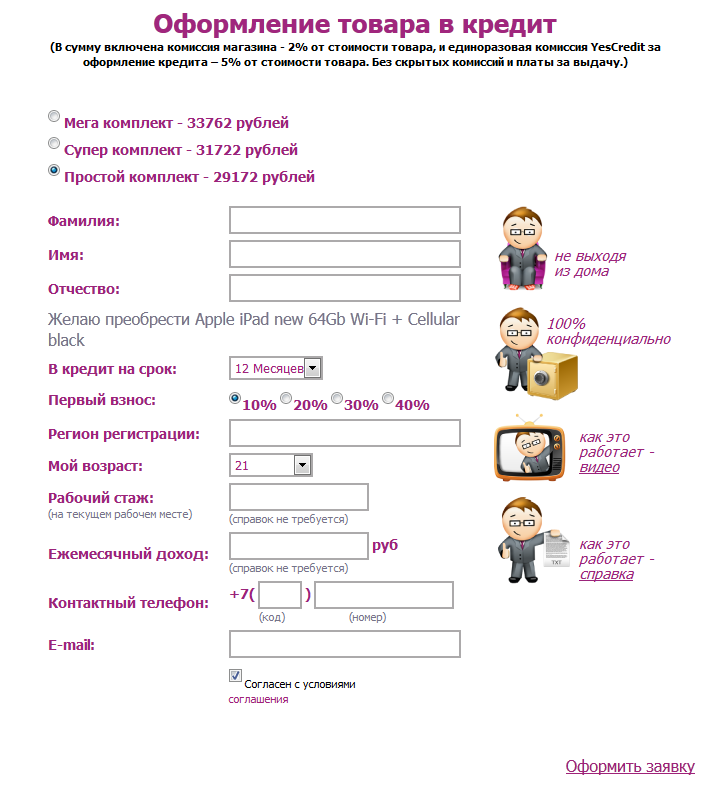 Оформление товара в кредит
(В сумму включена комиссия магазина - 2% от стоимости товара, и единоразовая комиссия YesCredit за
оформление кредита – 5% от стоимости товара. Без скрытых комиссий и платы за выдачу.)
Мега комплект - 33762 рублей
Супер комплект - 31722 рублей
Простой комплект - 29172 рублей
Фамилия:
Имя:
не выходя
из дома
Отчество:
Желаю преобрести Apple iPad new 64Gb Wi-Fi + Cellular
black
100%
конфиденциально
В кредит на срок: 12 Месяцев
Первый взнос: 10% 20% 30% 40%
Регион регистрации:
как это
работает -
видео
Мой возраст: 21
Рабочий стаж:
(на текущем рабочем месте) (справок не требуется)
Ежемесячный доход: руб
(справок не требуется)
как это
работает -
справка
Контактный телефон: +7( )
(код) (номер)
E-mail:
Согласен с условиями
соглашения
Оформить заявку
TXT